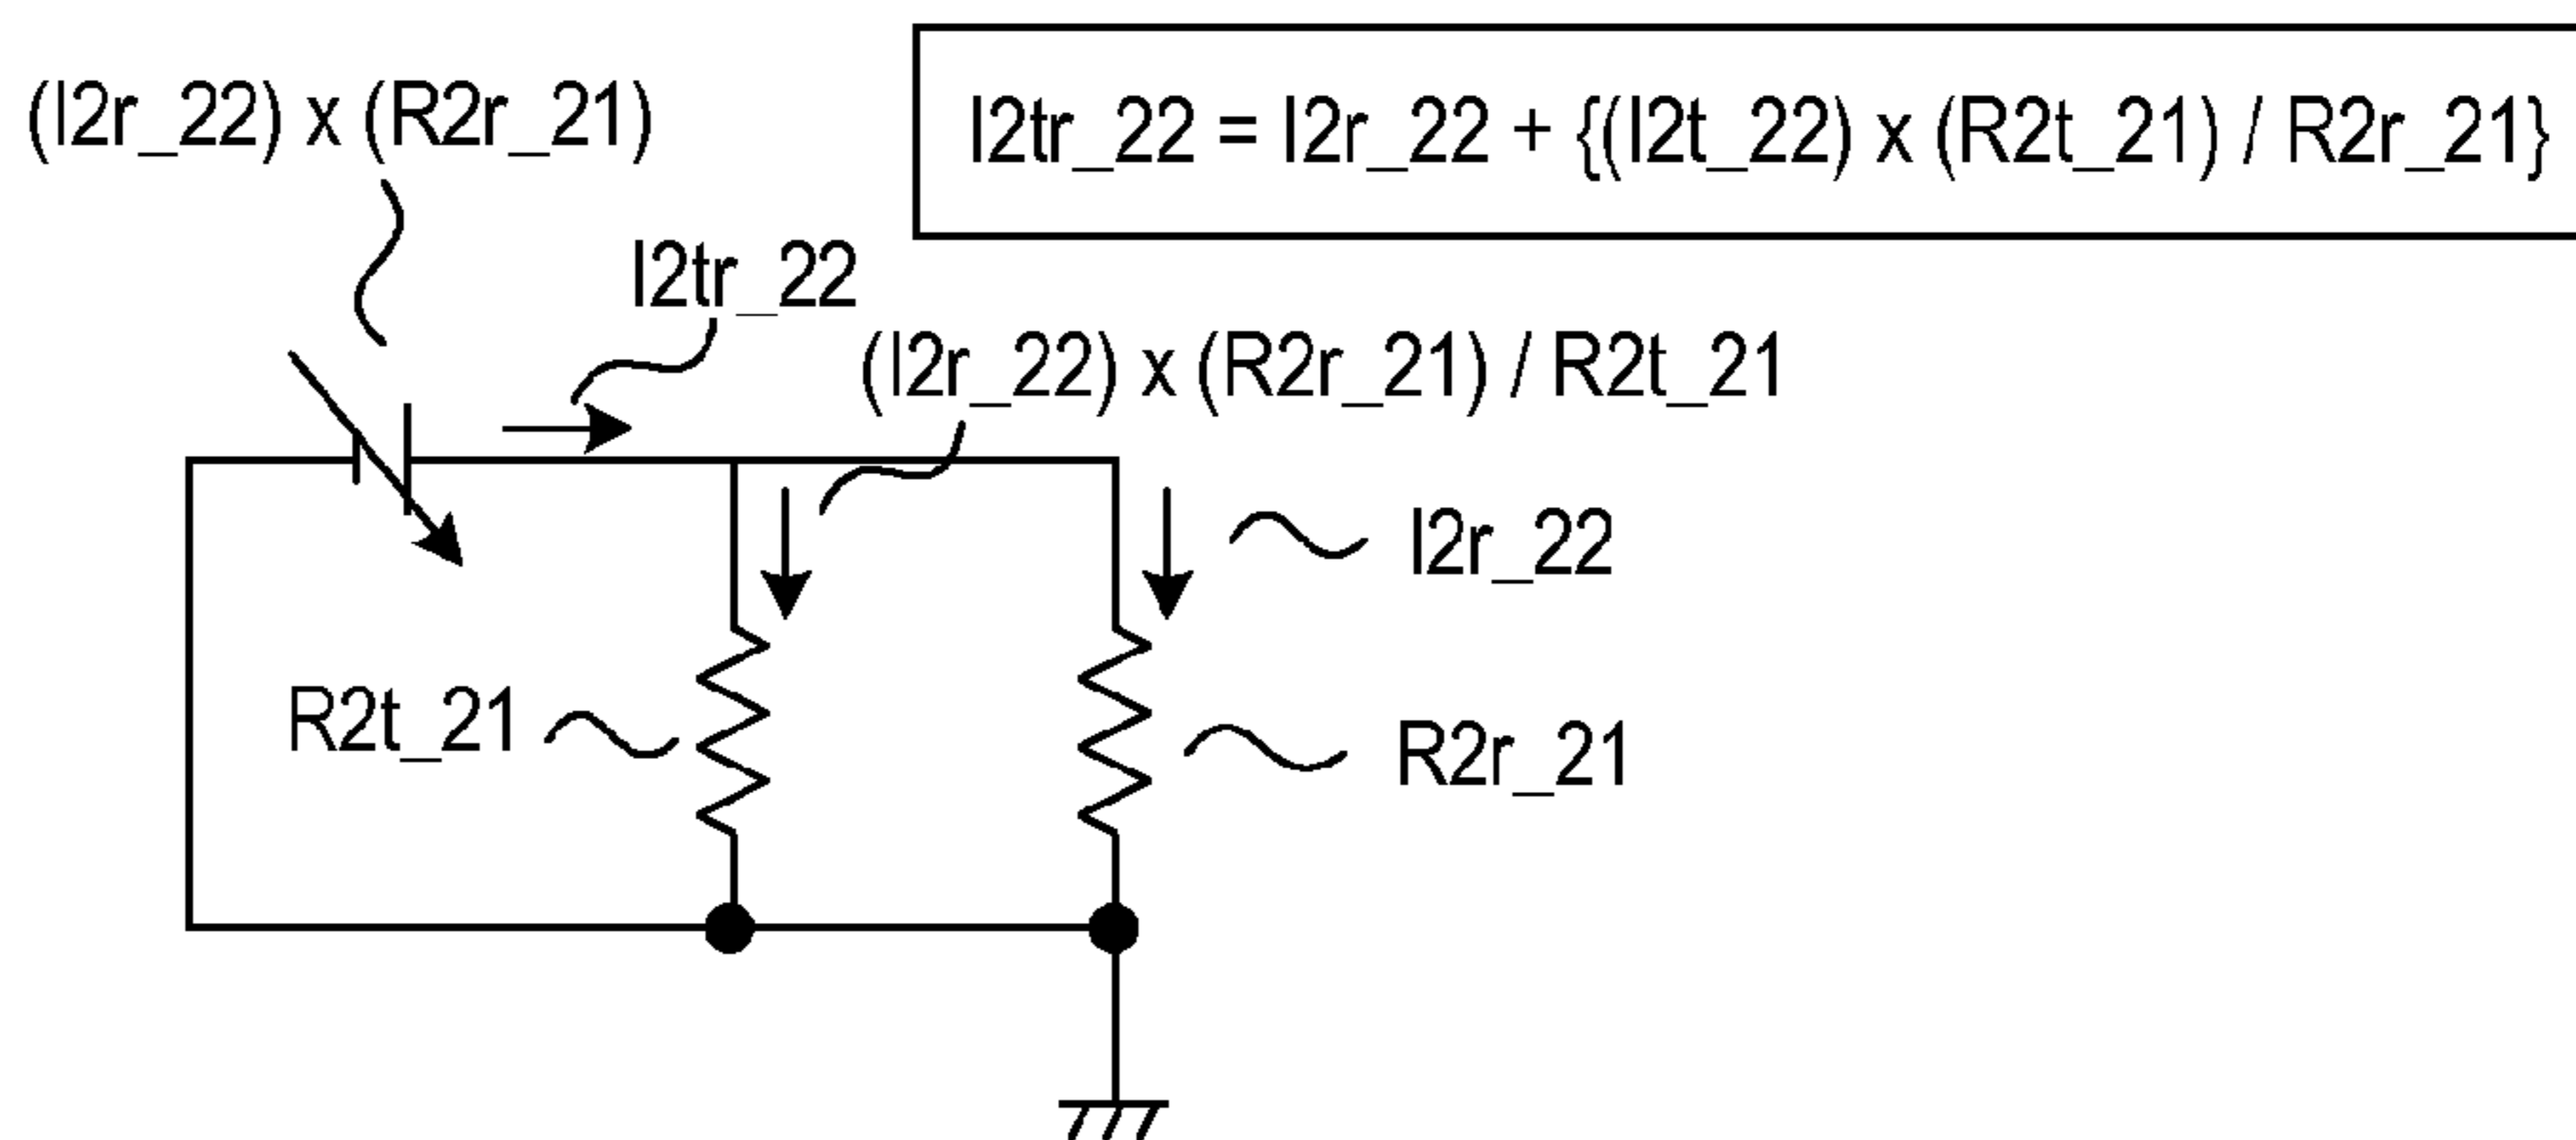 (I2r_22) x (R2r_21)
I2tr_22 = I2r_22 + {(I2t_22) x (R2t_21) / R2r_21}
I2tr_22
(I2r_22) x (R2r_21) / R2t_21
I2r_22
R2t_21
R2r_21